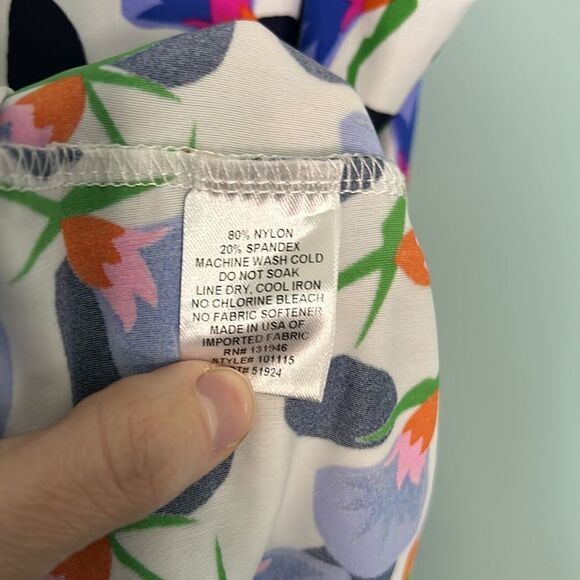 80% NYLON
20% SPANDEX
MACHINE WASH COLD
DO NOT SOAK
LINE DRY, COOL IRON
NO CHLORINE BLEACH
NO FABRIC SOFTENER
MADE IN USA OF
IMPORTED FABRIC
RN# 131946
STYLE# 101115
51924